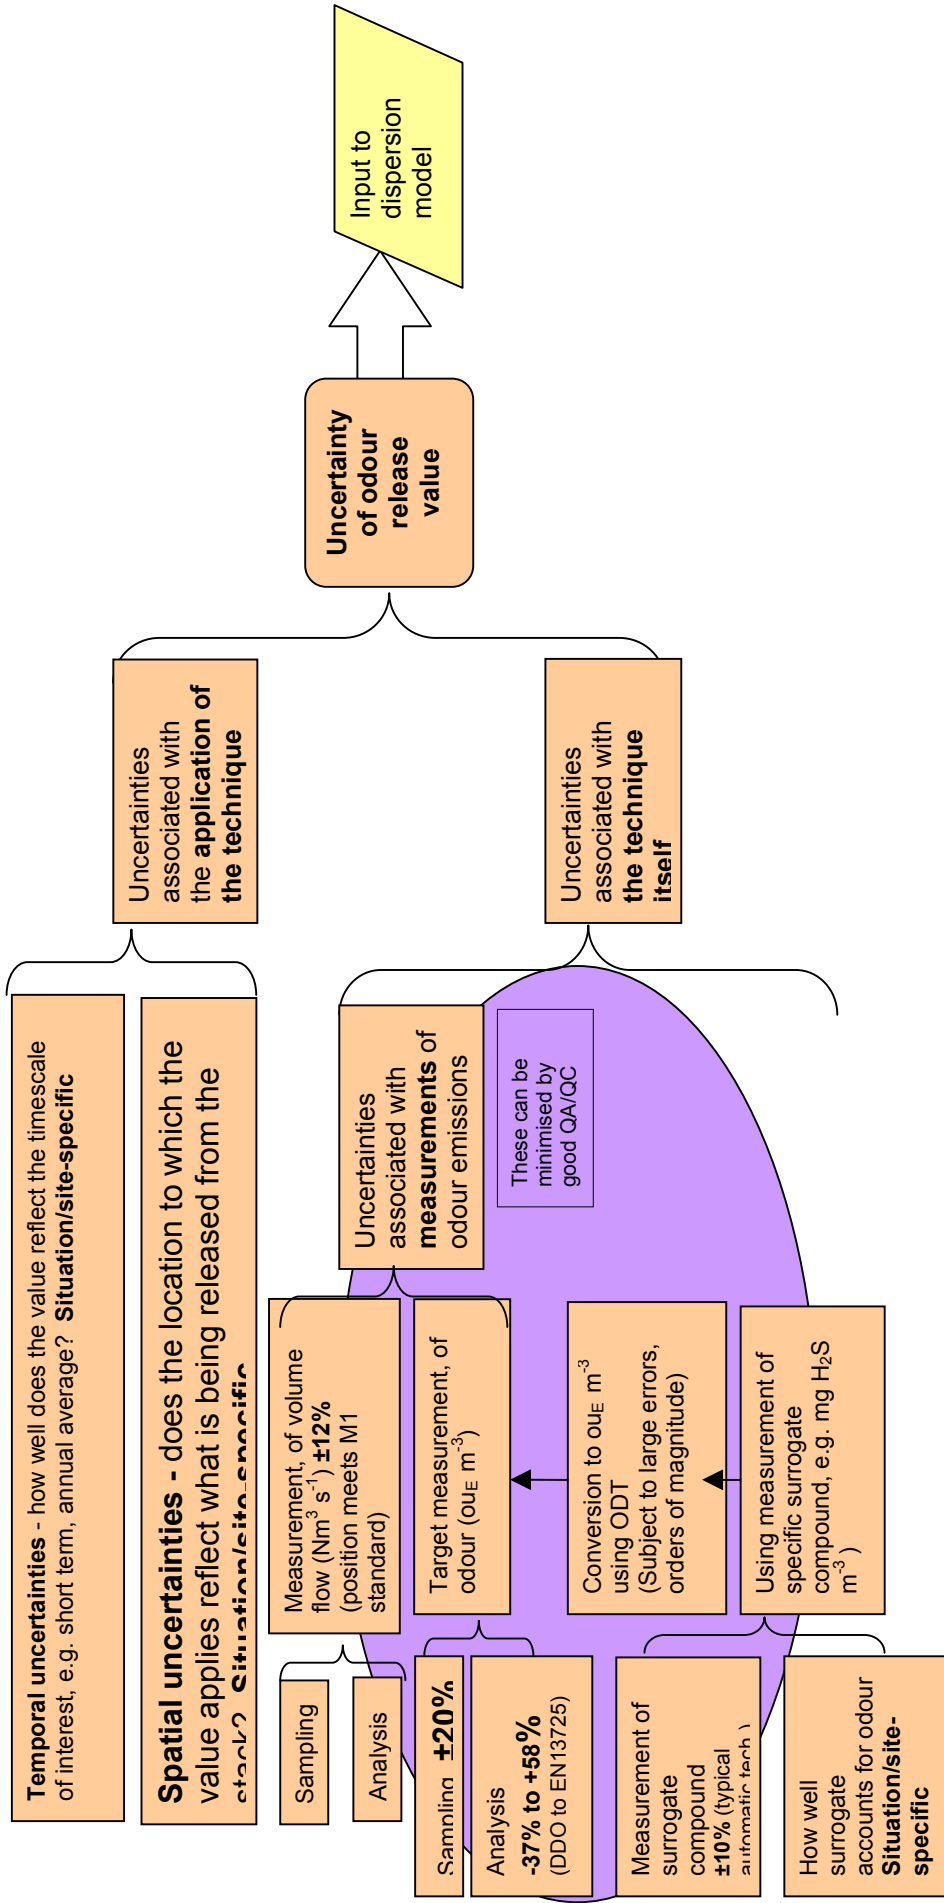 Temporal uncertainties - how well does the value reflect the timescale
of interest, e.g. short term, annual average? Situation/site-specific
Spatial uncertainties - does the location to which the
value applies reflect what is being released from the
stack? Situation/site-specific
Uncertainties
associated with
the application of
the technique
Sampling
Analysis
Measurement, of volume
flow (Nm³ s⁻¹) ±12%
(position meets M1
standard)
Sampling ±20%
Analysis
-37% to +58%
(DDO to EN13725)
Target measurement, of
odour (ouE m⁻³)
Uncertainties
associated with
measurements of
odour emissions
These can be
minimised by
good QA/QC
Conversion to ouE m⁻³
using ODT
(Subject to large errors,
orders of magnitude)
Measurement of
surrogate
compound
±10% (typical
automatic tech.)
How well
surrogate
accounts for odour
Situation/site-
specific
Using measurement of
specific surrogate
compound, e.g. mg H₂S
m⁻³ )
Uncertainties
associated with
the technique
itself
Uncertainty
of odour
release
value
Input to
dispersion
model